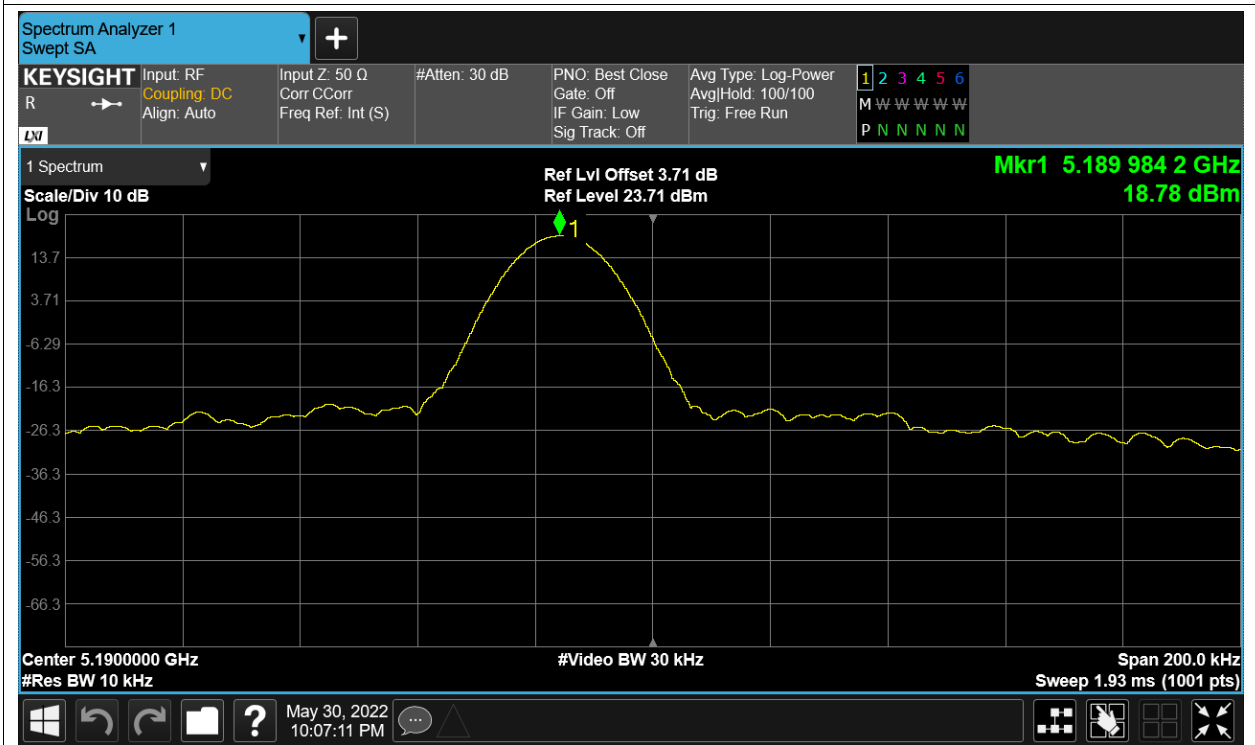 Spectrum Analyzer 1
Swept SA
KEYSIGHT
R
LXI
Input: RF
Coupling: DC
Align: Auto
Input Z: 50 Ω
Corr CCorr
Freq Ref: Int (S)
#Atten: 30 dB
PNO: Best Close
Gate: Off
IF Gain: Low
Sig Track: Off
Avg Type: Log-Power
Avg|Hold: 100/100
Trig: Free Run
1 2 3 4 5 6
M W W W W W
P N N N N N
1 Spectrum
Scale/Div 10 dB
Log
Ref Lvl Offset 3.71 dB
Ref Level 23.71 dBm
Mkr1 5.189 984 2 GHz
18.78 dBm
1
13.7
3.71
-6.29
-16.3
-26.3
-36.3
-46.3
-56.3
-66.3
Center 5.1900000 GHz
#Res BW 10 kHz
#Video BW 30 kHz
Span 200.0 kHz
Sweep 1.93 ms (1001 pts)
?
May 30, 2022
10:07:11 PM